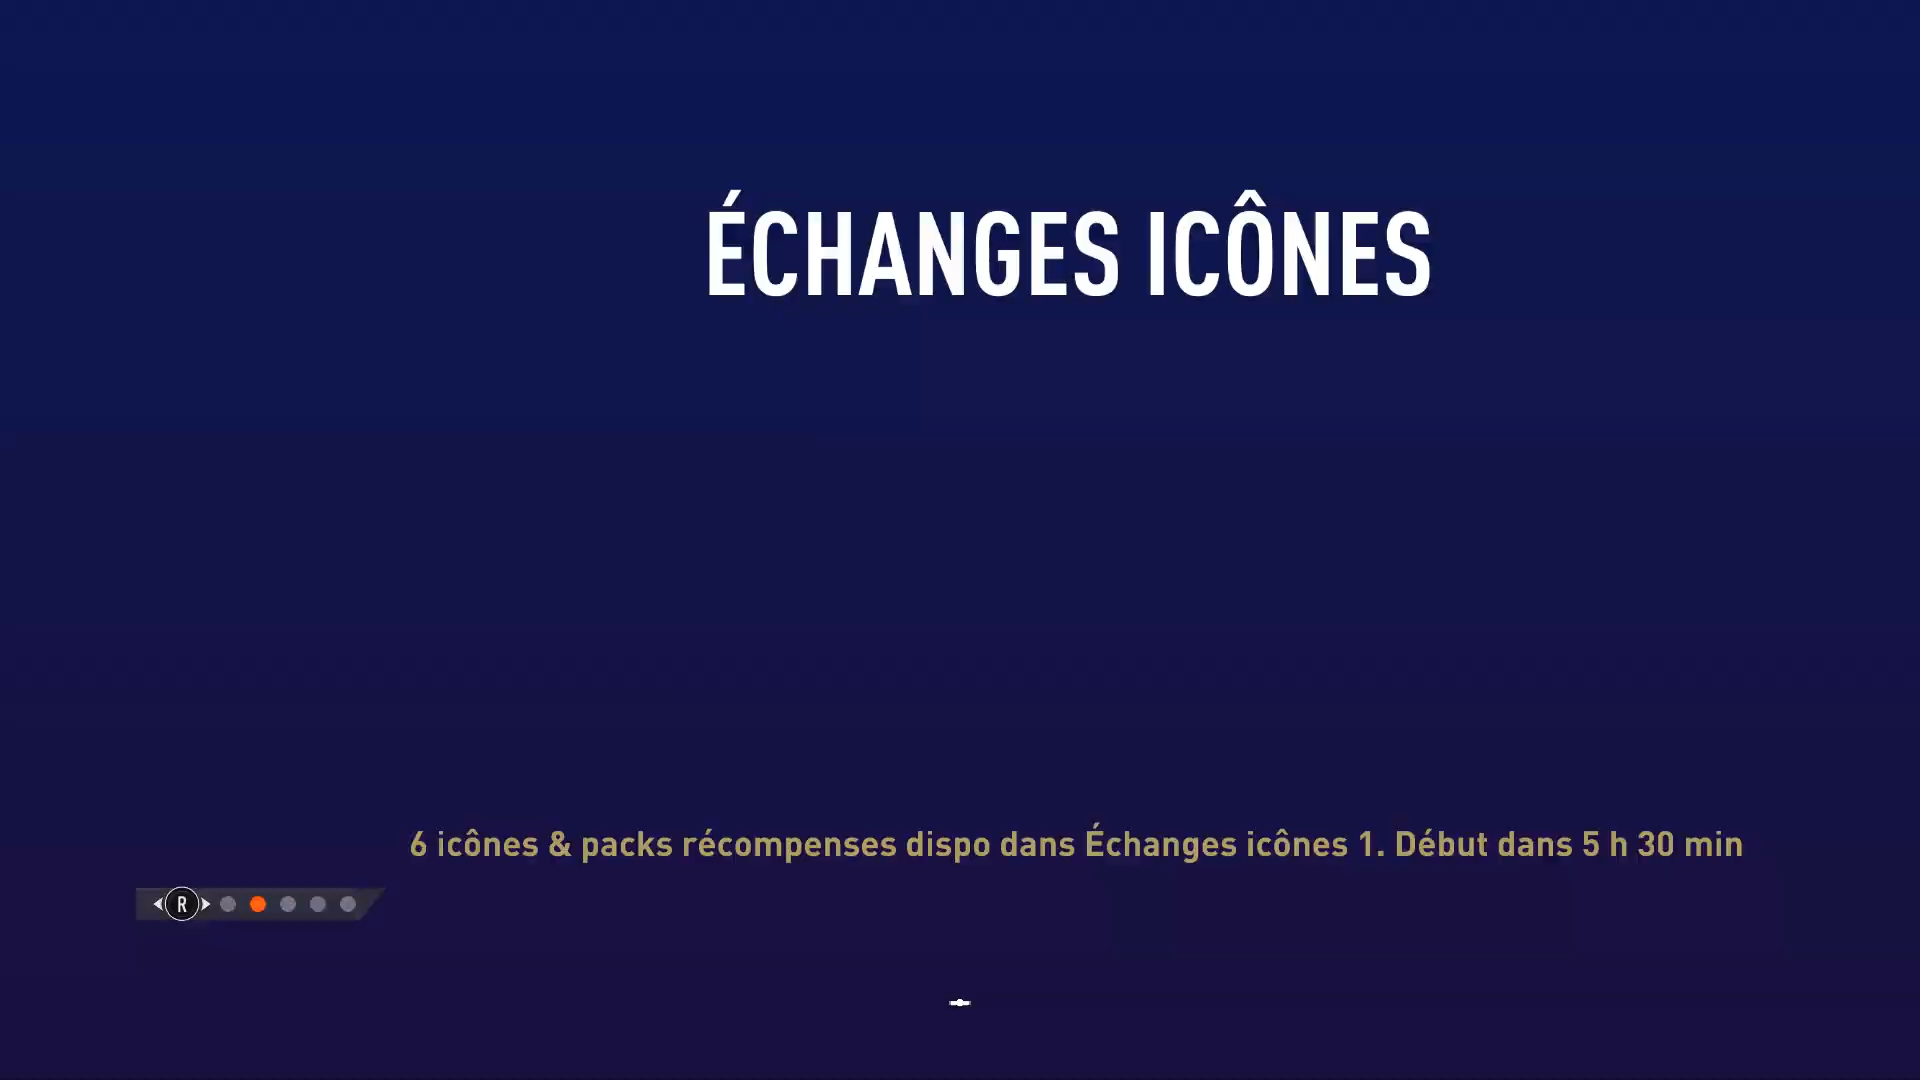 ÉCHANGES ICÔNES
6 icônes & packs récompenses dispo dans Échanges icônes 1. Début dans 5 h 30 min
R